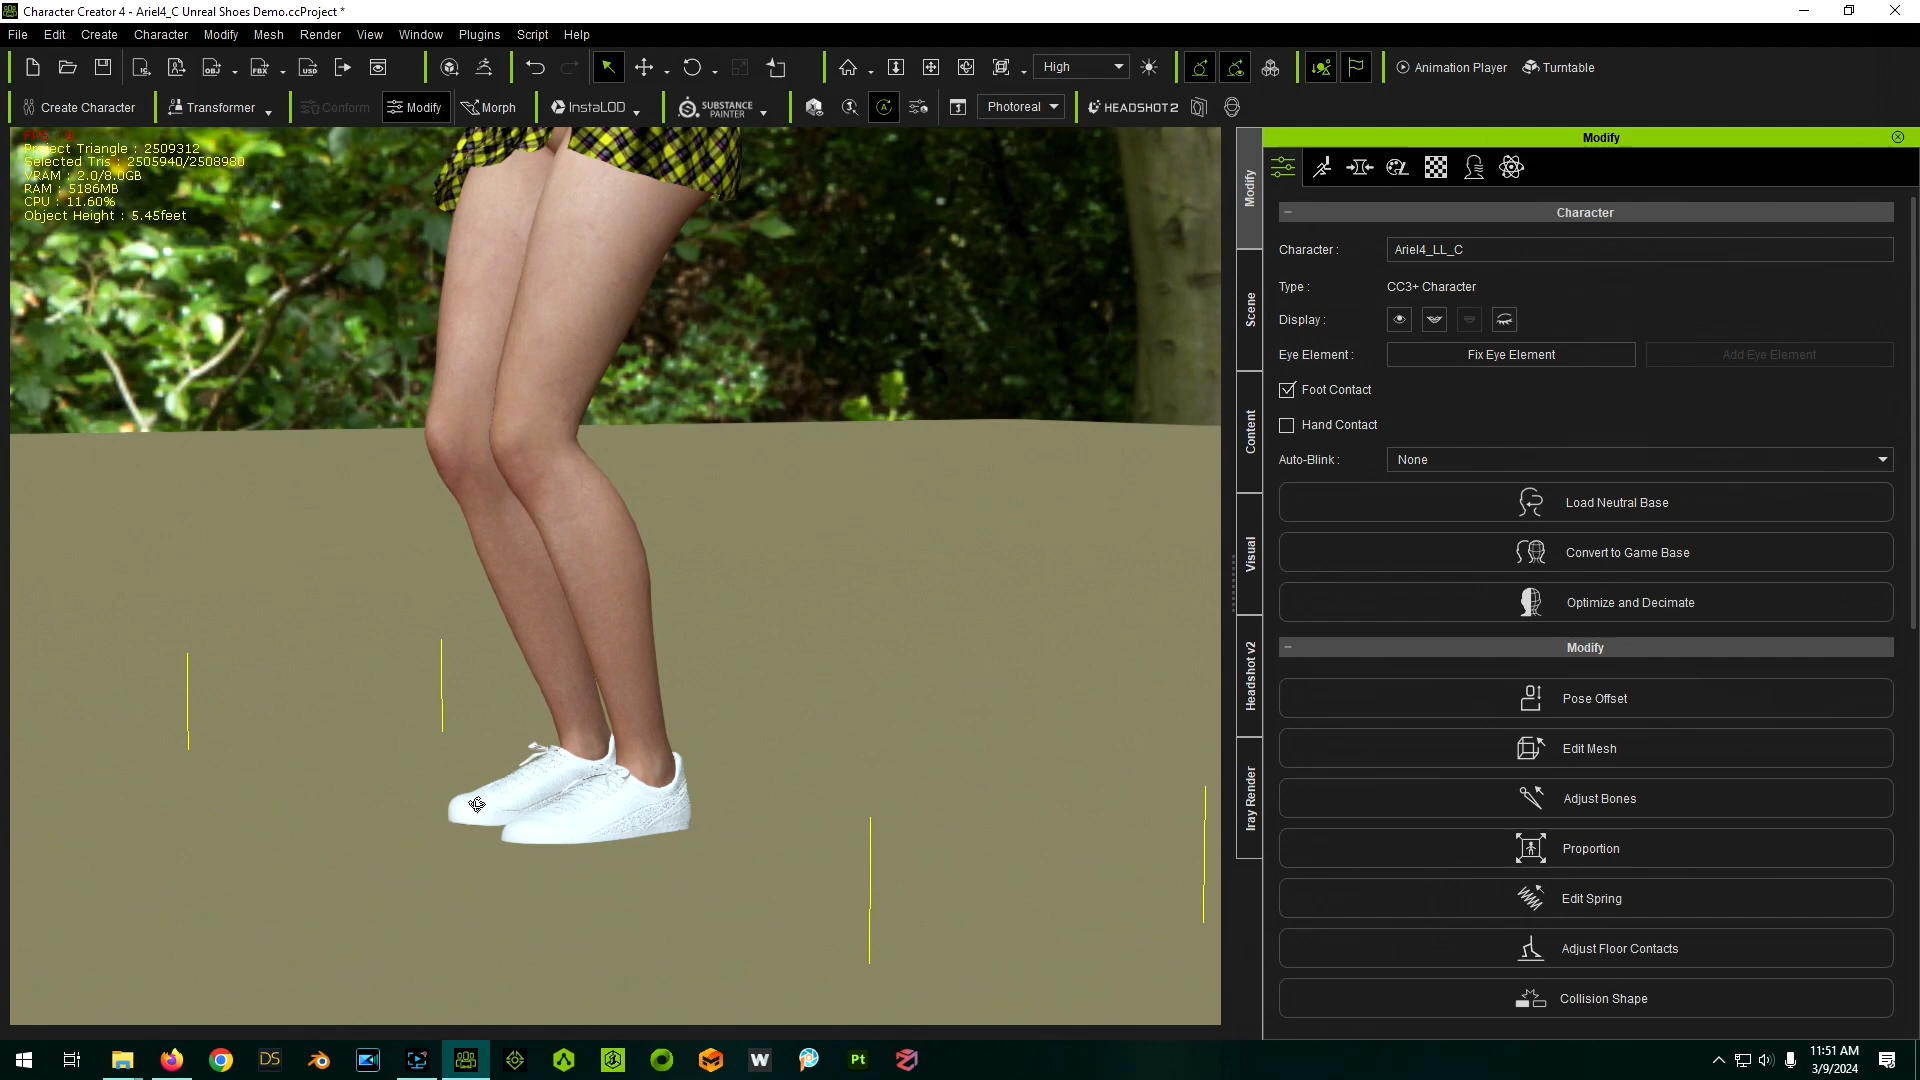 Character Creator 4 - Ariel4_C Unreal Shoes Demo.ccProject *
File Edit Create Character Modify Mesh Render View Window Plugins Script Help
High Animation Player Turntable
Create Character Transformer Conform Modify Morph InstaLOD SUBSTANCE PAINTER Photoreal HEADSHOT 2
Project Triangle : 2509312
Selected Tris : 2505940/2508980
VRAM : 2.0/8.0GB
RAM : 5186MB
CPU : 11.60%
Object Height : 5.45feet
Modify
Scene
Content
Visual
Headshot v2
Iray Render
Modify
Character
Character : Ariel4_LL_C
Type : CC3+ Character
Display :
Eye Element : Fix Eye Element Add Eye Element
Foot Contact
Hand Contact
Auto-Blink : None
Load Neutral Base
Convert to Game Base
Optimize and Decimate
Modify
Pose Offset
Edit Mesh
Adjust Bones
Proportion
Edit Spring
Adjust Floor Contacts
Collision Shape
DS W Pt
11:51 AM
3/9/2024